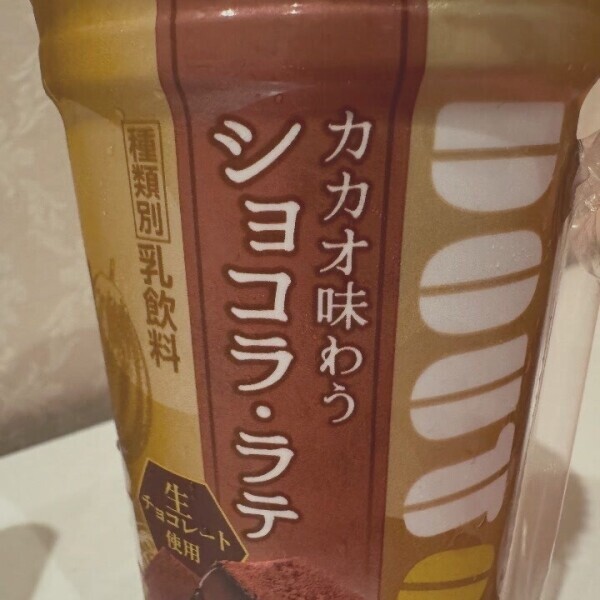 DOUT
カカオ味わう
ショコラ・ラテ
種類別 乳飲料
生
チョコレート
使用